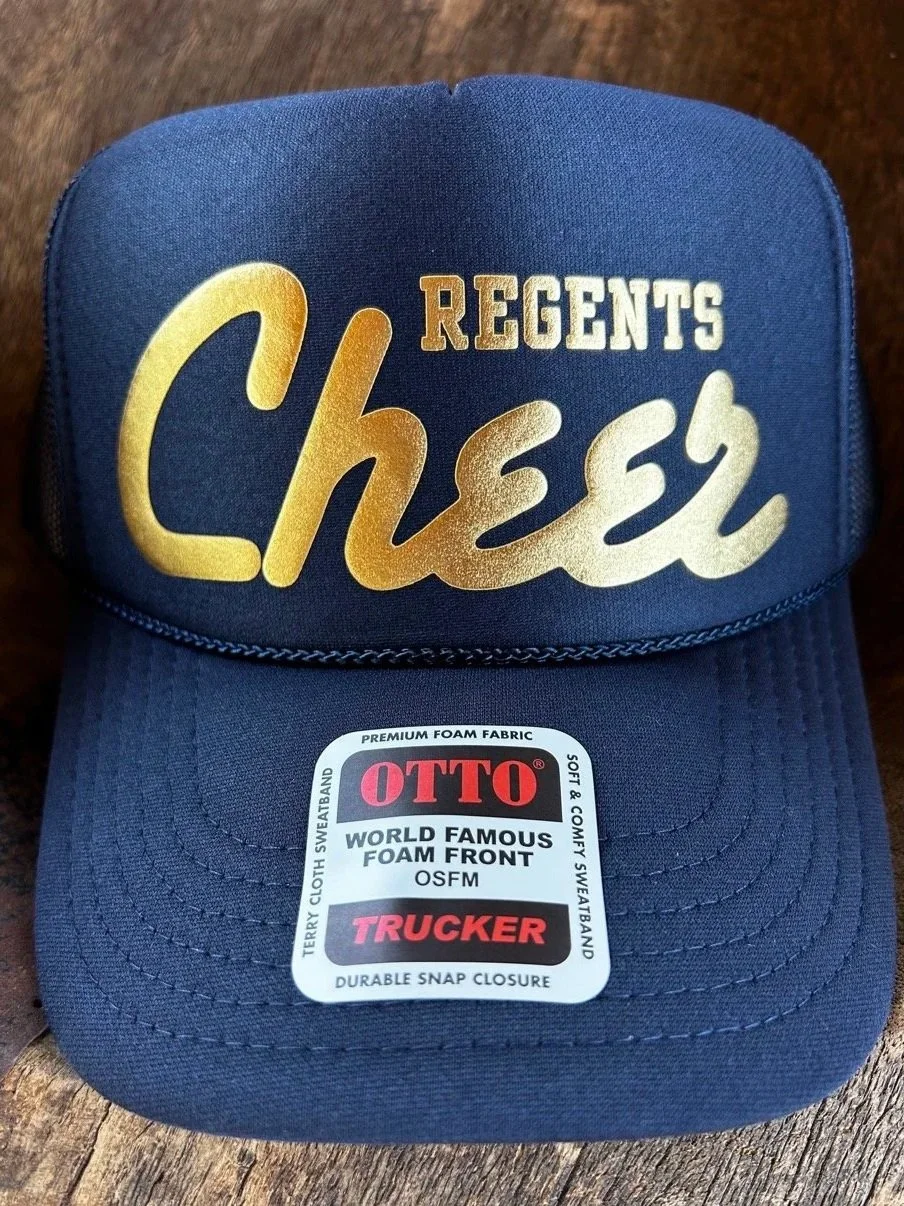 REGENTS
Cheer
PREMIUM FOAM FABRIC
OTTO®
WORLD FAMOUS
FOAM FRONT
OSFM
TRUCKER
DURABLE SNAP CLOSURE
TERRY CLOTH SWEATBAND
SOFT & COMFY SWEATBAND